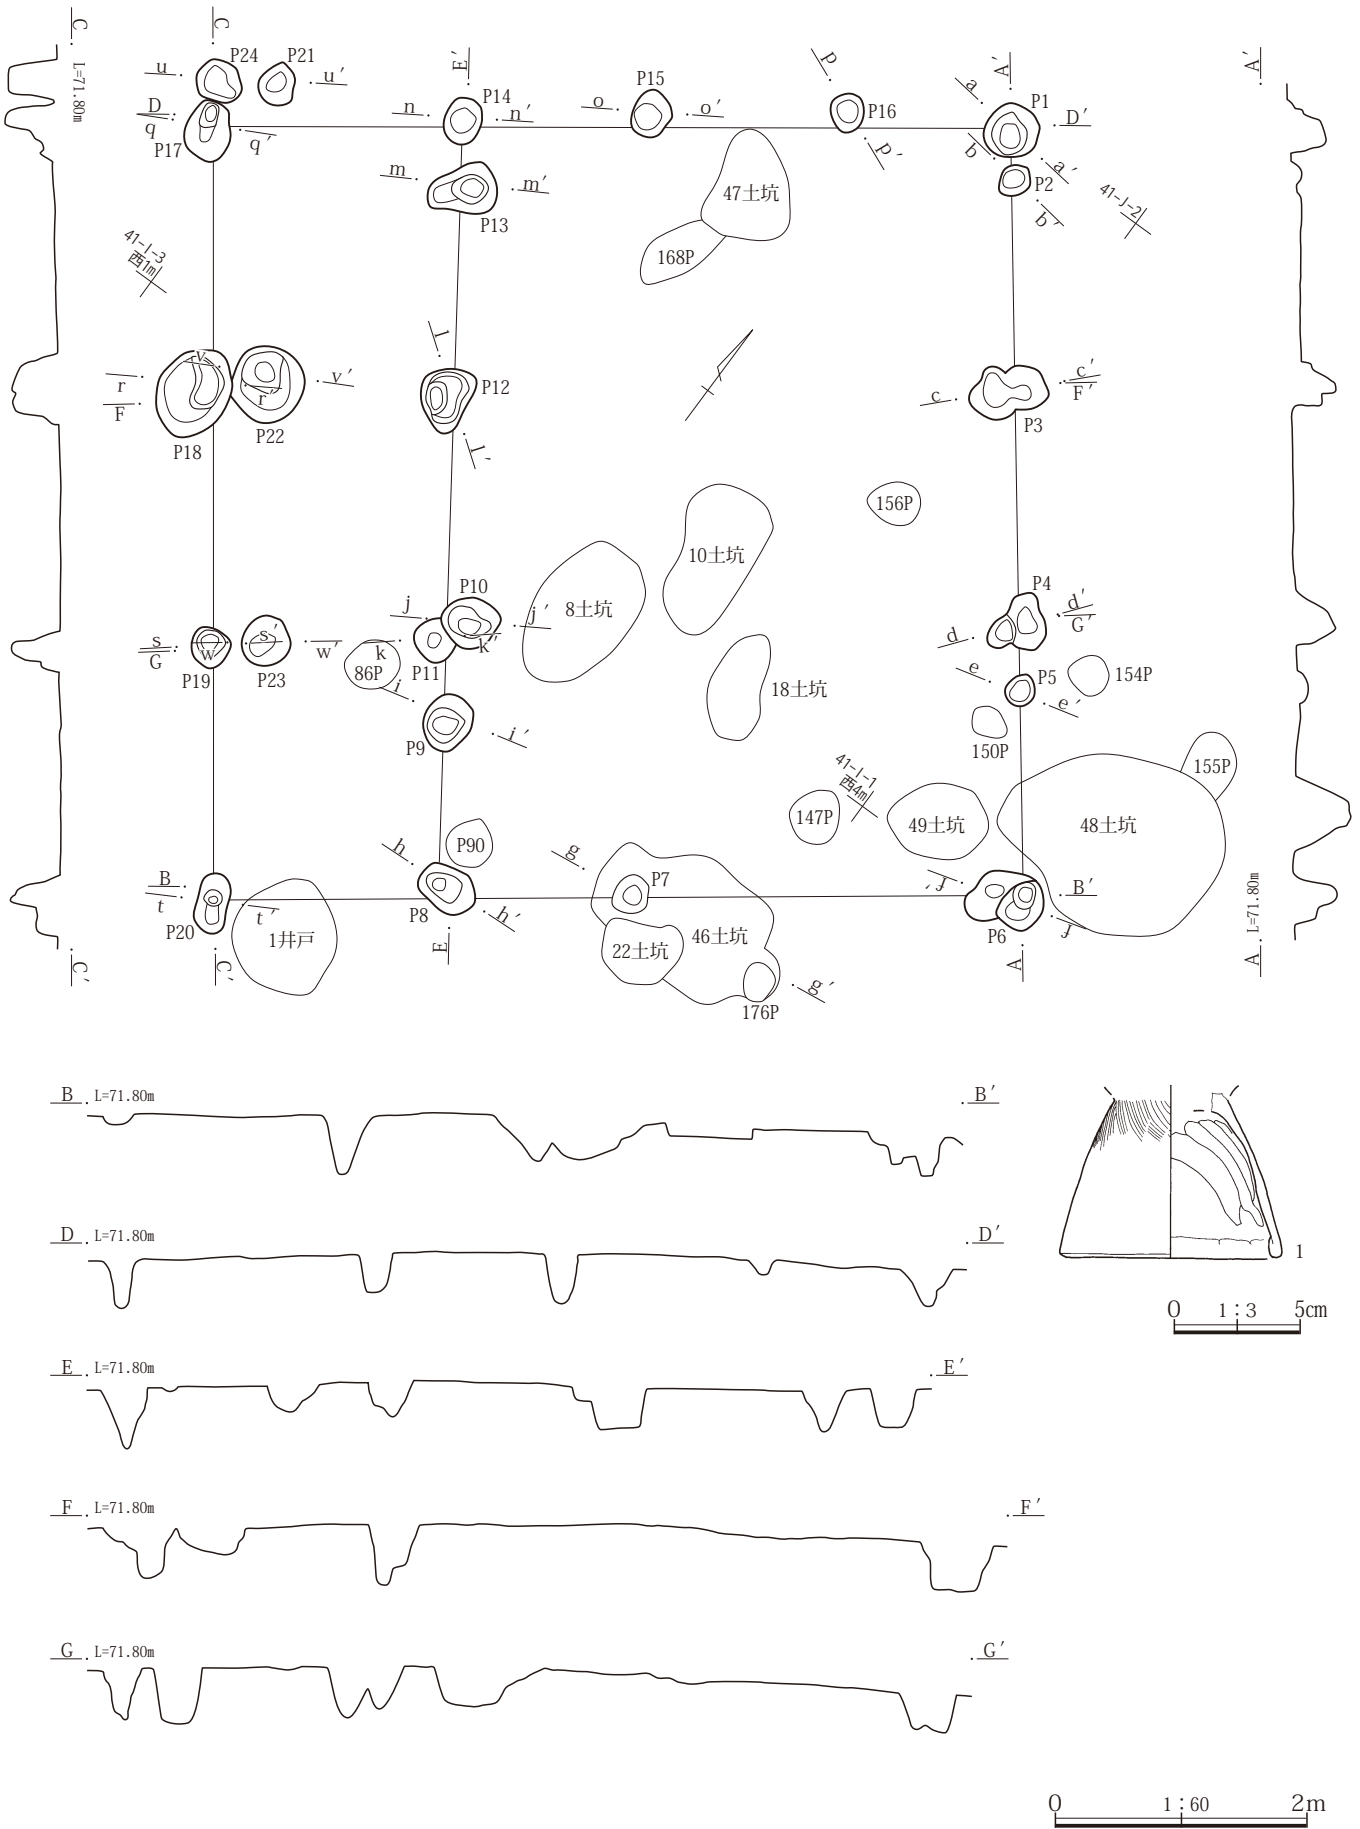 C
L=71.80m
C
P24
P21
u
u′
D
q
P17
q′
E′
n
P14
n′
m
m′
P13
o
P15
o′
p
P16
p′
A′
a
P1
D′
b
a′
P2
b′
A′
41-J-2
47土坑
168P
41-I-3
西1m
r
F
v
P18
r′
P22
v′
l
P12
l′
c
c′
F′
P3
156P
10土坑
8土坑
18土坑
s
G
w
P19
s′
P23
w′
j
P10
j′
k
k′
P11
86P
i
P9
i′
P4
d
d′
G′
e
P5
e′
154P
150P
155P
41-I-1
西4m
147P
49土坑
48土坑
h
P90
P8
h′
E
g
P7
46土坑
22土坑
g′
176P
B
t
P20
t′
1井戸
C′
C′
f′
B′
P6
f
A
L=71.80m
A
B L=71.80m B′
D L=71.80m D′
E L=71.80m E′
F L=71.80m F′
G L=71.80m G′
1
0 1:3 5cm
0 1:60 2m